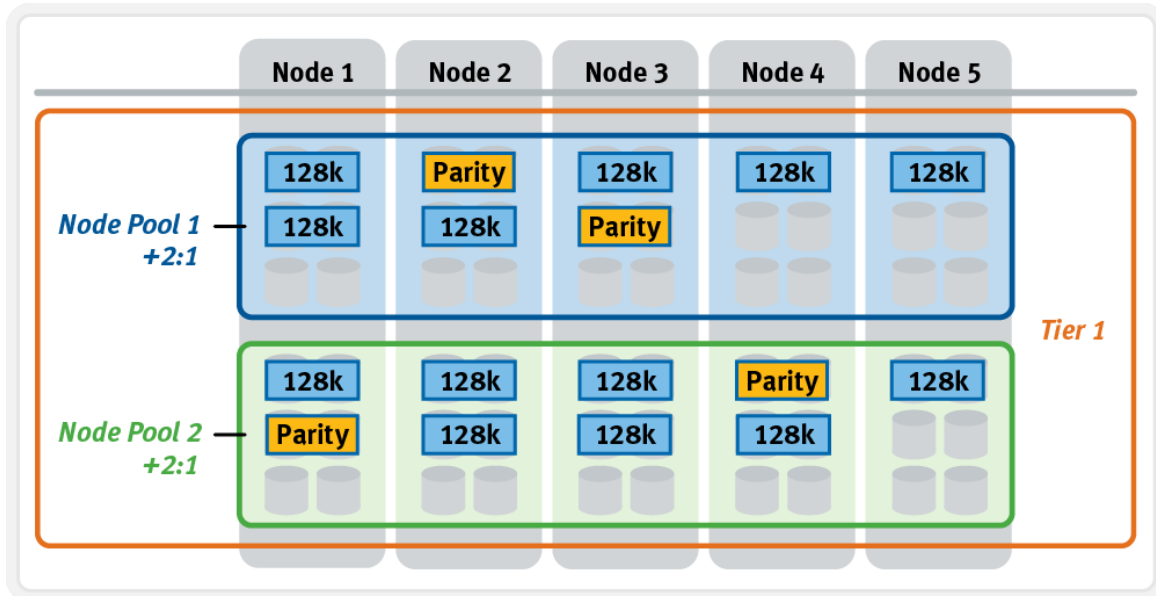 Node 1 Node 2 Node 3 Node 4 Node 5
128k Parity 128k 128k 128k
Node Pool 1
+2:1
128k 128k Parity
Tier 1
128k 128k 128k Parity 128k
Node Pool 2
+2:1
Parity 128k 128k 128k